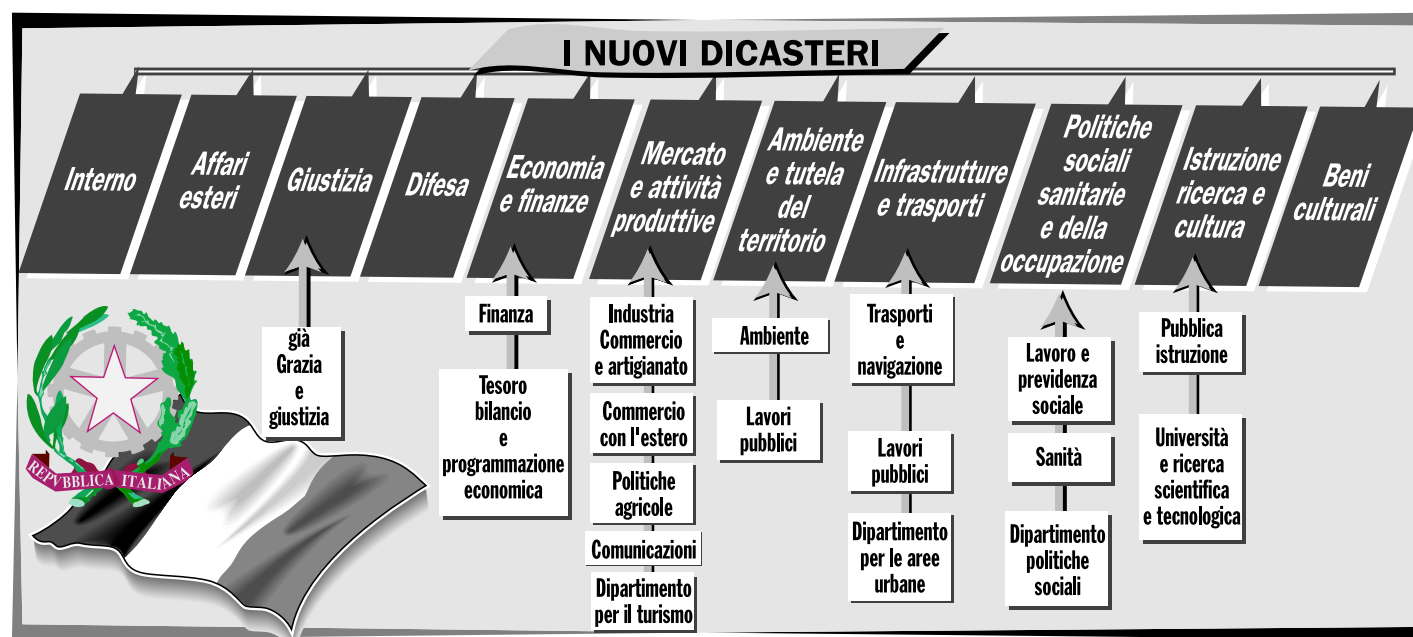 I NUOVI DICASTERI
Interno
Affari
esteri
Giustizia
Difesa
Economia
e finanze
Mercato
e attività
produttive
Ambiente
e tutela
del
territorio
Infrastrutture
e trasporti
Politiche
sociali
sanitarie
e della
occupazione
Istruzione
ricerca e
cultura
Beni
culturali
già
Grazia
e
giustizia
Finanza
Tesoro
bilancio
e
programmazione
economica
Industria
Commercio
e artigianato
Commercio
con l'estero
Politiche
agricole
Comunicazioni
Dipartimento
per il turismo
Ambiente
Lavori
pubblici
Trasporti
e
navigazione
Lavori
pubblici
Dipartimento
per le aree
urbane
Lavoro e
previdenza
sociale
Sanità
Dipartimento
politiche
sociali
Pubblica
istruzione
Università
e ricerca
scientifica
e tecnologica
REPVBBLICA ITALIANA